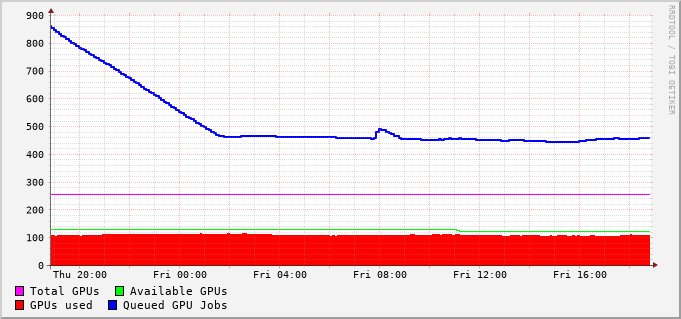 900
800
700
600
500
400
300
200
100
0
Thu 20:00 Fri 00:00 Fri 04:00 Fri 08:00 Fri 12:00 Fri 16:00
Total GPUs Available GPUs
GPUs used Queued GPU Jobs
RRDTOOL / TOBI OETIKER